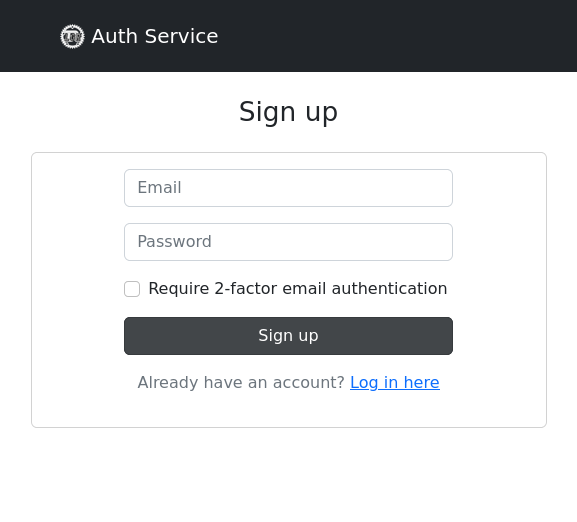 Auth Service
Sign up
Email
Password
Require 2-factor email authentication
Sign up
Already have an account? Log in here